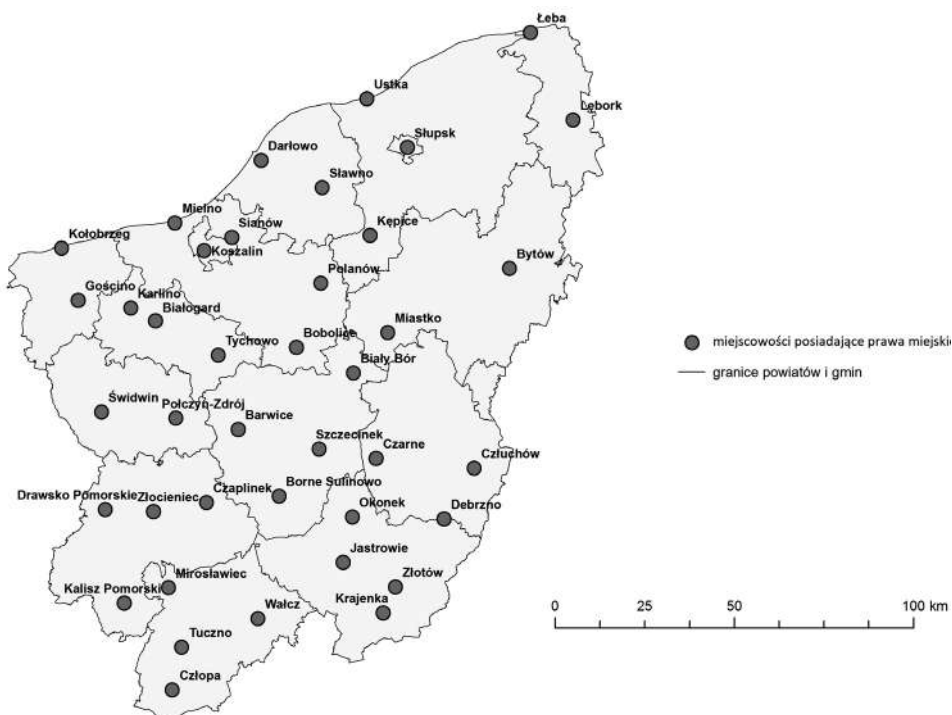 Łeba
Ustka
Lębork
Słupsk
Darłowo
Sławno
Mielno
Sianów
Kępice
Kołobrzeg
Koszalin
Bytów
Polanów
Gościno
Karlino
Białogard
Miastko
Bobolice
Tychowo
Biały Bór
miejscowości posiadające prawa miejskie
granice powiatów i gmin
Świdwin
Połczyn-Zdrój
Barwice
Szczecinek
Czarne
Człuchów
Drawsko Pomorskie
Złocieniec
Czaplinek
Borne Sulinowo
Okonek
Debrzno
Jastrowie
Mirosławiec
Złotów
Kalisz Pomorski
Krajenka
Wałcz
0 25 50 100 km
Tuczno
Człopa